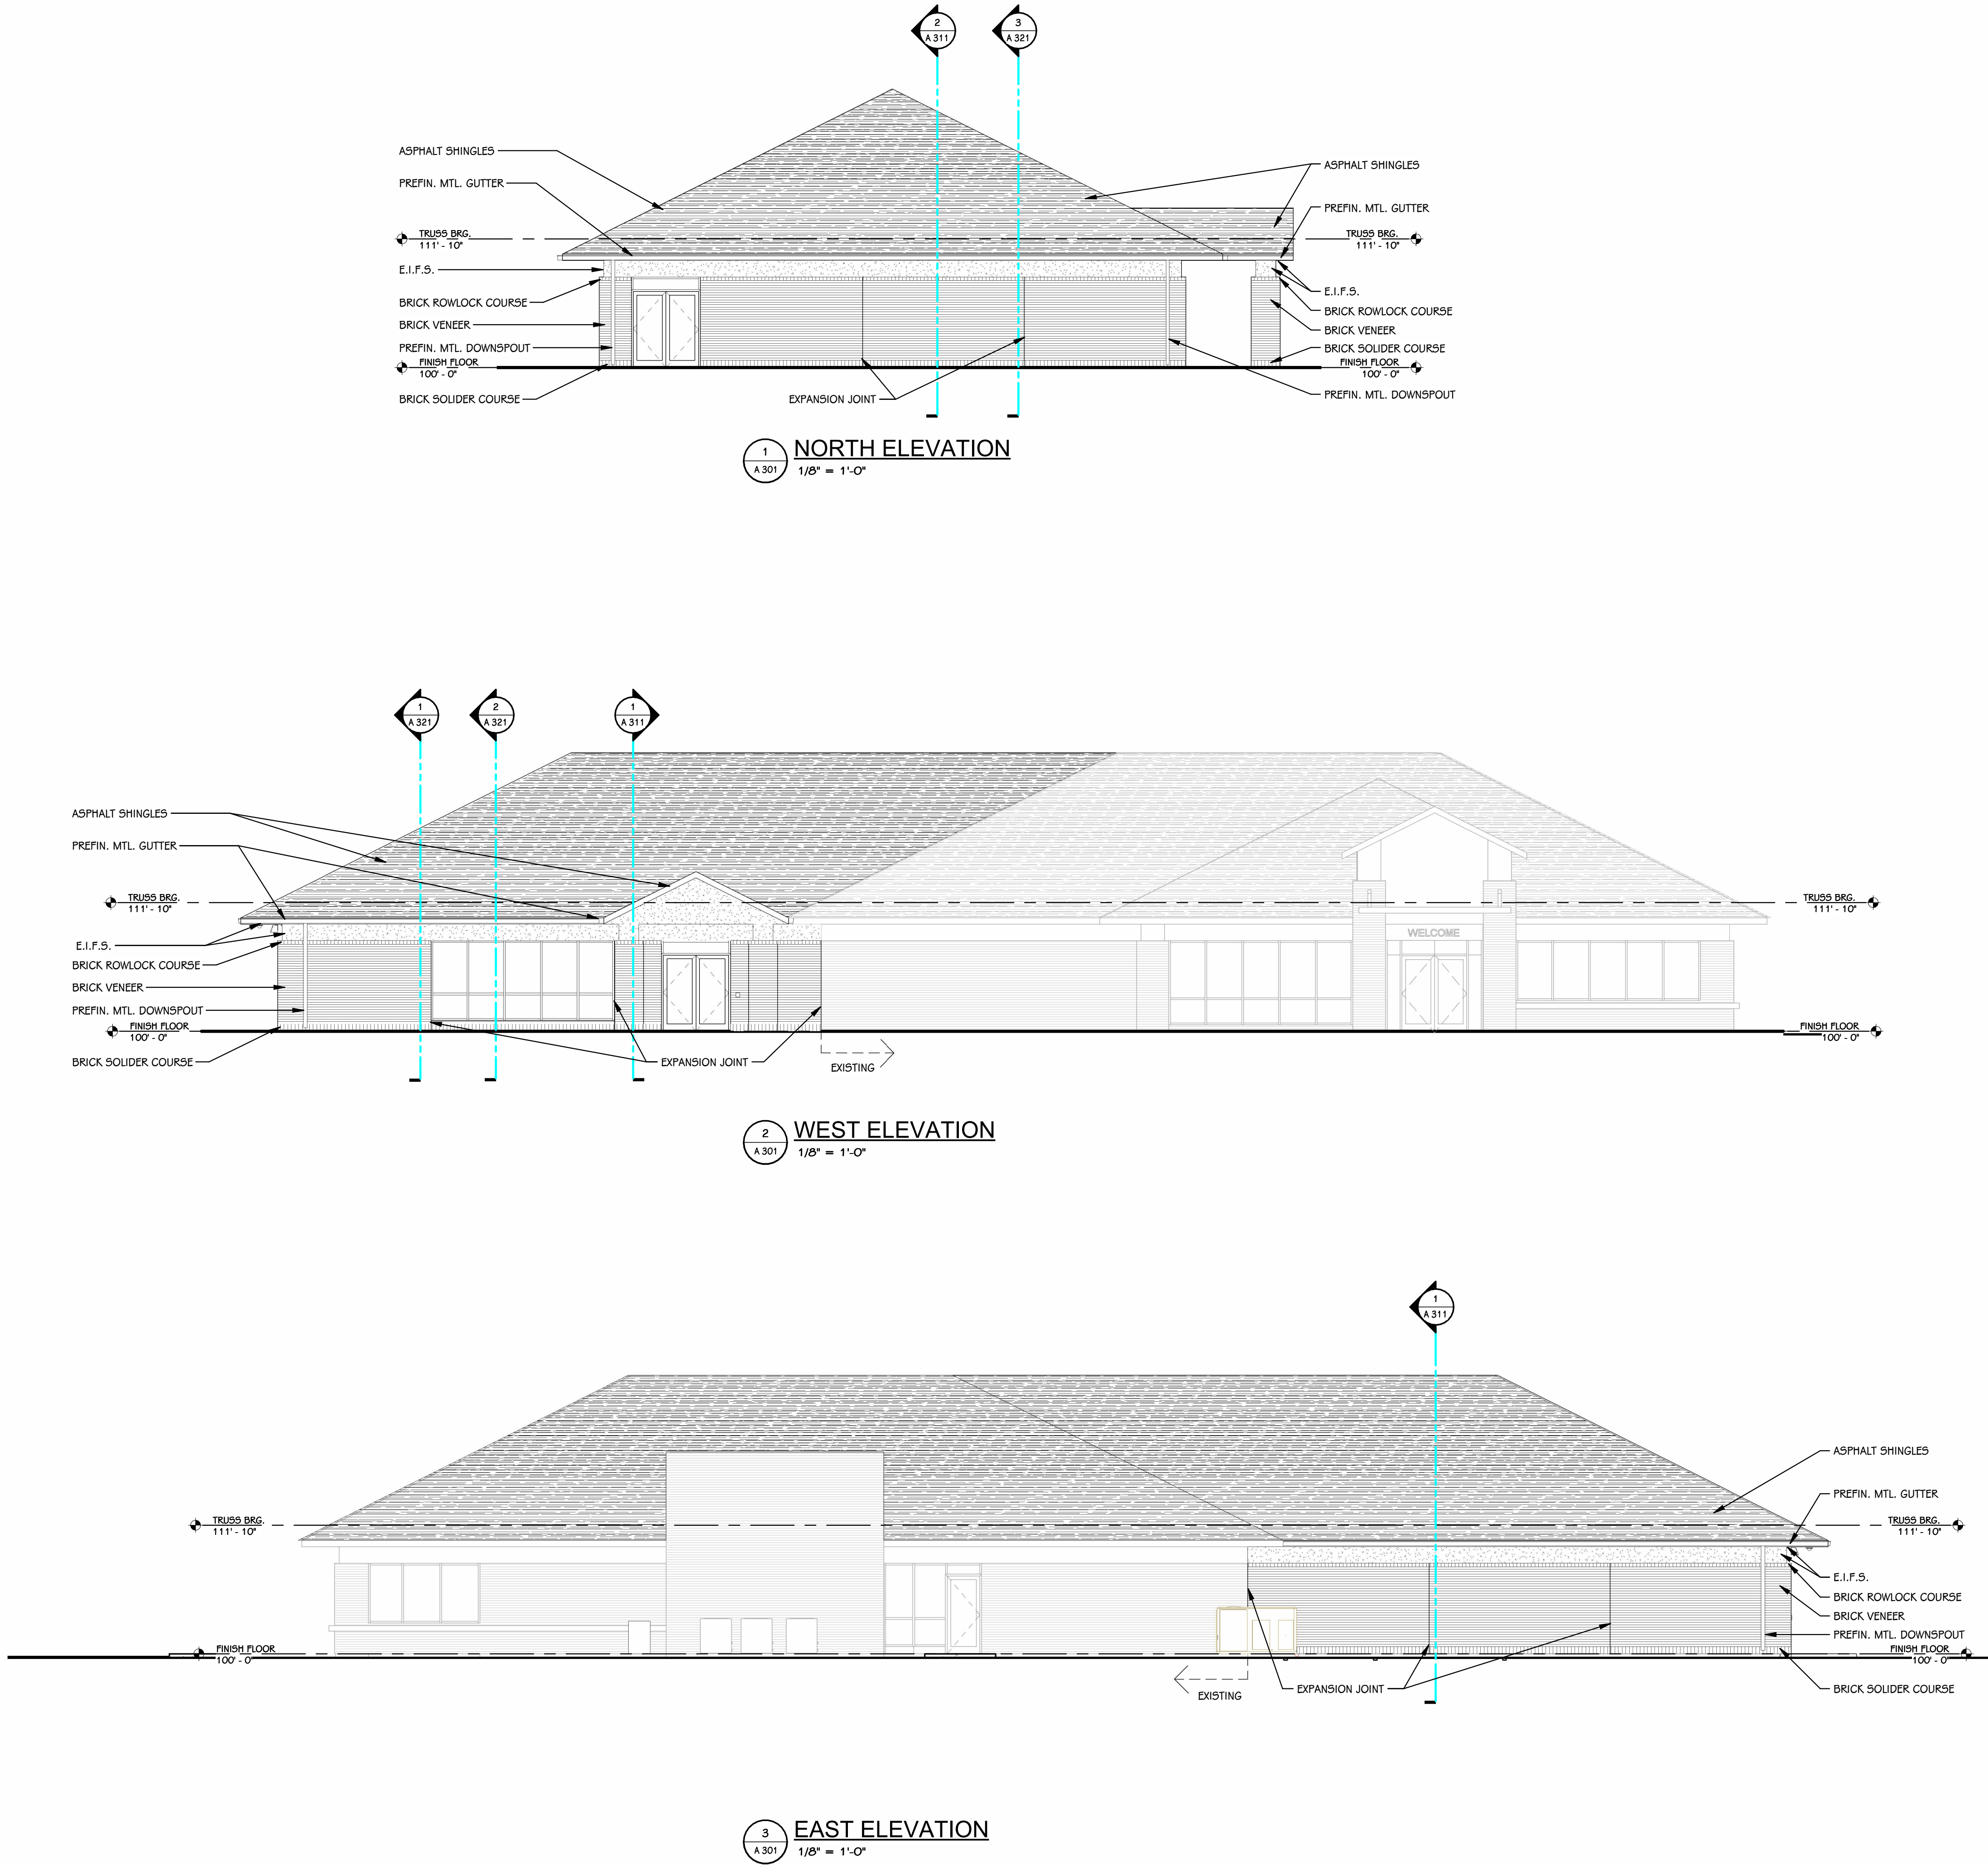 2
A 311
3
A 321
ASPHALT SHINGLES
PREFIN. MTL. GUTTER
TRUSS BRG.
111' - 10"
E.I.F.S.
BRICK ROWLOCK COURSE
BRICK VENEER
PREFIN. MTL. DOWNSPOUT
FINISH FLOOR
100' - 0"
BRICK SOLIDER COURSE
EXPANSION JOINT
ASPHALT SHINGLES
PREFIN. MTL. GUTTER
TRUSS BRG.
111' - 10"
E.I.F.S.
BRICK ROWLOCK COURSE
BRICK VENEER
BRICK SOLIDER COURSE
FINISH FLOOR
100' - 0"
PREFIN. MTL. DOWNSPOUT
1
A 301
NORTH ELEVATION
1/8" = 1'-0"
1
A 321
2
A 321
1
A 311
ASPHALT SHINGLES
PREFIN. MTL. GUTTER
TRUSS BRG.
111' - 10"
E.I.F.S.
BRICK ROWLOCK COURSE
BRICK VENEER
PREFIN. MTL. DOWNSPOUT
FINISH FLOOR
100' - 0"
BRICK SOLIDER COURSE
EXPANSION JOINT
EXISTING
WELCOME
TRUSS BRG.
111' - 10"
FINISH FLOOR
100' - 0"
2
A 301
WEST ELEVATION
1/8" = 1'-0"
1
A 311
TRUSS BRG.
111' - 10"
FINISH FLOOR
100' - 0
EXISTING
EXPANSION JOINT
ASPHALT SHINGLES
PREFIN. MTL. GUTTER
TRUSS BRG.
111' - 10"
E.I.F.S.
BRICK ROWLOCK COURSE
BRICK VENEER
PREFIN. MTL. DOWNSPOUT
FINISH FLOOR
100' - 0
BRICK SOLIDER COURSE
3
A 301
EAST ELEVATION
1/8" = 1'-0"